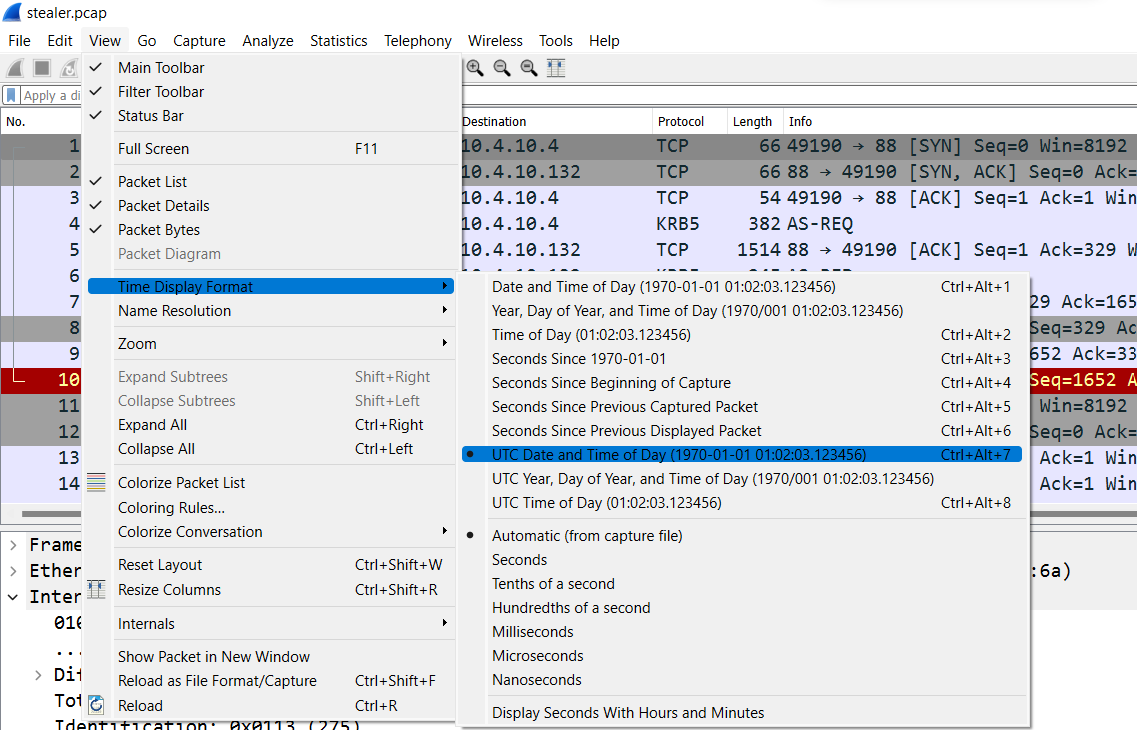 stealer.pcap
File Edit View Go Capture Analyze Statistics Telephony Wireless Tools Help
Main Toolbar
Filter Toolbar
Apply a di
Status Bar
No. Destination Protocol Length Info
Full Screen F11
1 10.4.10.4 TCP 66 49190 → 88 [SYN] Seq=0 Win=8192
2 10.4.10.132 TCP 66 88 → 49190 [SYN, ACK] Seq=0 Ack=
Packet List
3 10.4.10.4 TCP 54 49190 → 88 [ACK] Seq=1 Ack=1 Win
Packet Details
4 10.4.10.4 KRB5 382 AS-REQ
Packet Bytes
5 10.4.10.132 TCP 1514 88 → 49190 [ACK] Seq=1 Ack=329 W
Packet Diagram
6
Time Display Format
Date and Time of Day (1970-01-01 01:02:03.123456) Ctrl+Alt+1
7 29 Ack=165
Name Resolution
Year, Day of Year, and Time of Day (1970/001 01:02:03.123456)
8 Seq=329 Ac
Time of Day (01:02:03.123456) Ctrl+Alt+2
Zoom
9 652 Ack=33
Seconds Since 1970-01-01 Ctrl+Alt+3
10 Seq=1652 A
Expand Subtrees Shift+Right
Seconds Since Beginning of Capture Ctrl+Alt+4
Collapse Subtrees Shift+Left
11 Win=8192
Seconds Since Previous Captured Packet Ctrl+Alt+5
Expand All Ctrl+Right
12 Seq=0 Ack=
Seconds Since Previous Displayed Packet Ctrl+Alt+6
Collapse All Ctrl+Left
13 Ack=1 Win
UTC Date and Time of Day (1970-01-01 01:02:03.123456) Ctrl+Alt+7
Colorize Packet List
14 Ack=1 Win
UTC Year, Day of Year, and Time of Day (1970/001 01:02:03.123456)
Coloring Rules...
UTC Time of Day (01:02:03.123456) Ctrl+Alt+8
Colorize Conversation
Automatic (from capture file)
Frame
Seconds
Reset Layout Ctrl+Shift+W
Ether :6a)
Tenths of a second
Resize Columns Ctrl+Shift+R
Inter
Hundredths of a second
Internals
010
Milliseconds
...
Show Packet in New Window
Microseconds
Reload as File Format/Capture Ctrl+Shift+F
Dif
Nanoseconds
Reload Ctrl+R
Tot
Display Seconds With Hours and Minutes
Identification: 0x0113 (275)